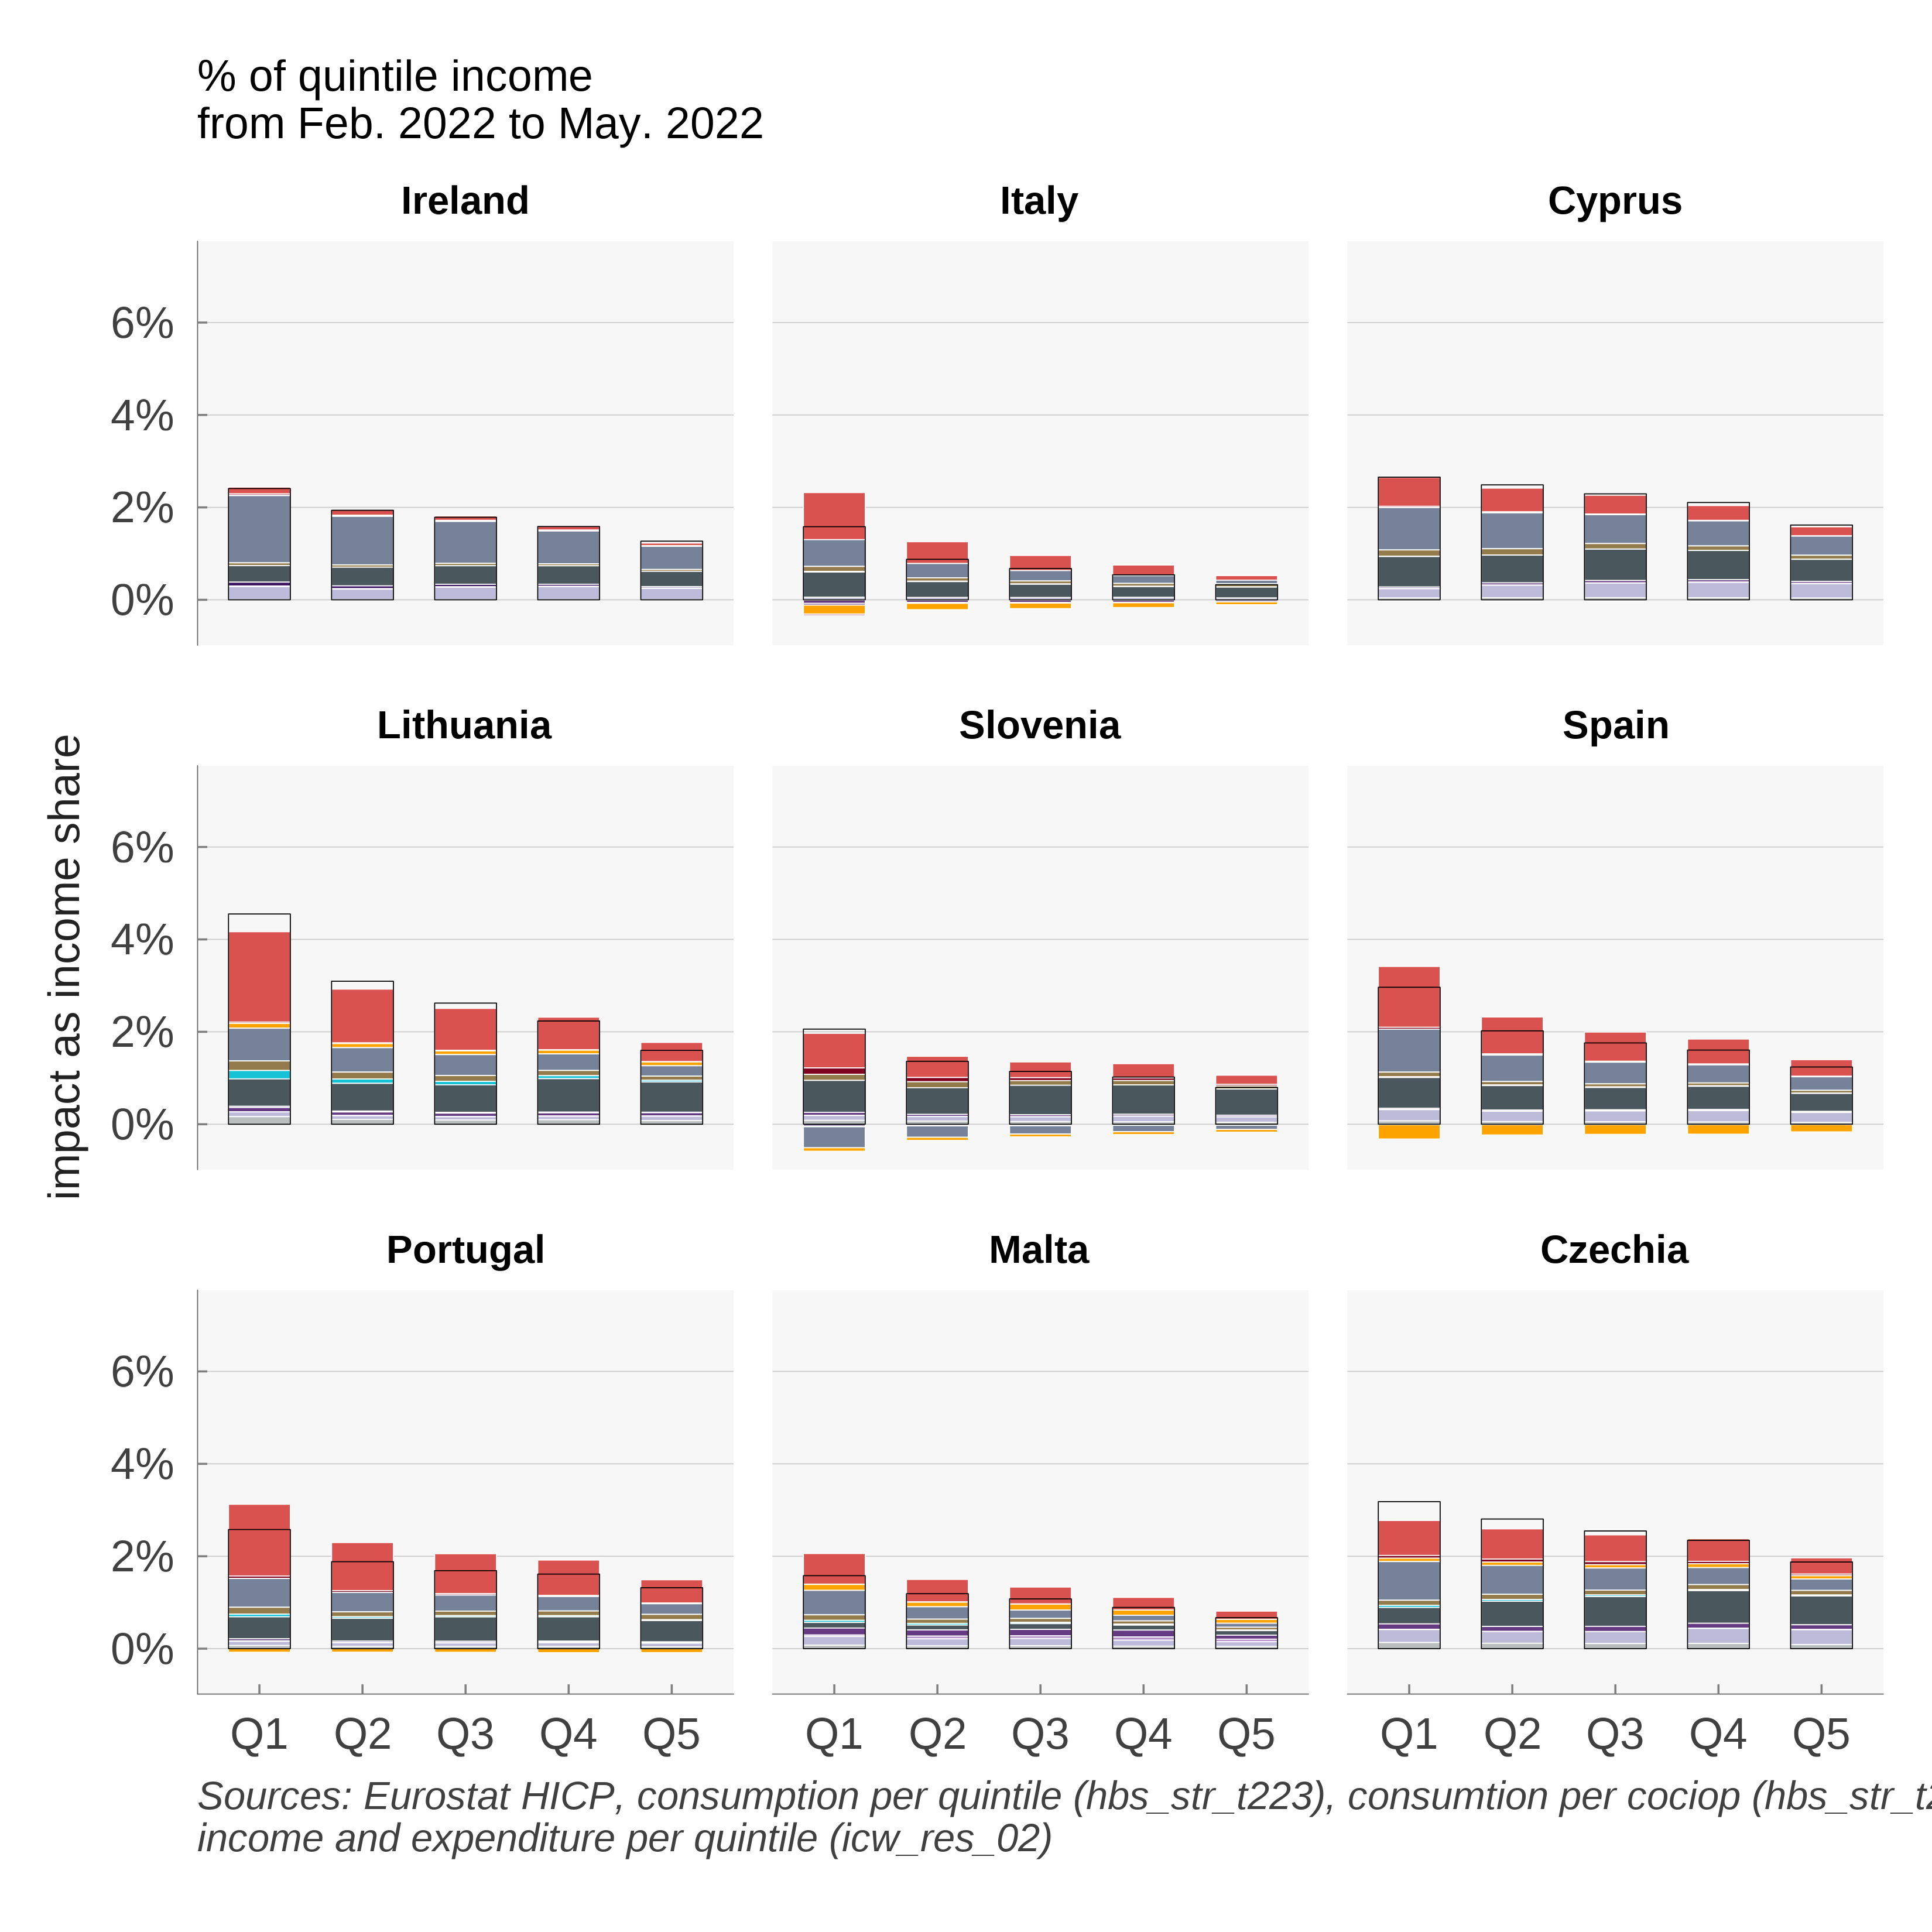 % of quintile income
from Feb. 2022 to May. 2022
Ireland
Italy
Cyprus
6%
4%
2%
0%
Lithuania
Slovenia
Spain
6%
4%
2%
0%
impact as income share
Portugal
Malta
Czechia
6%
4%
2%
0%
Q1 Q2 Q3 Q4 Q5
Q1 Q2 Q3 Q4 Q5
Q1 Q2 Q3 Q4 Q5
Sources: Eurostat HICP, consumption per quintile (hbs_str_t223), consumtion per cociop (hbs_str_t2
income and expenditure per quintile (icw_res_02)